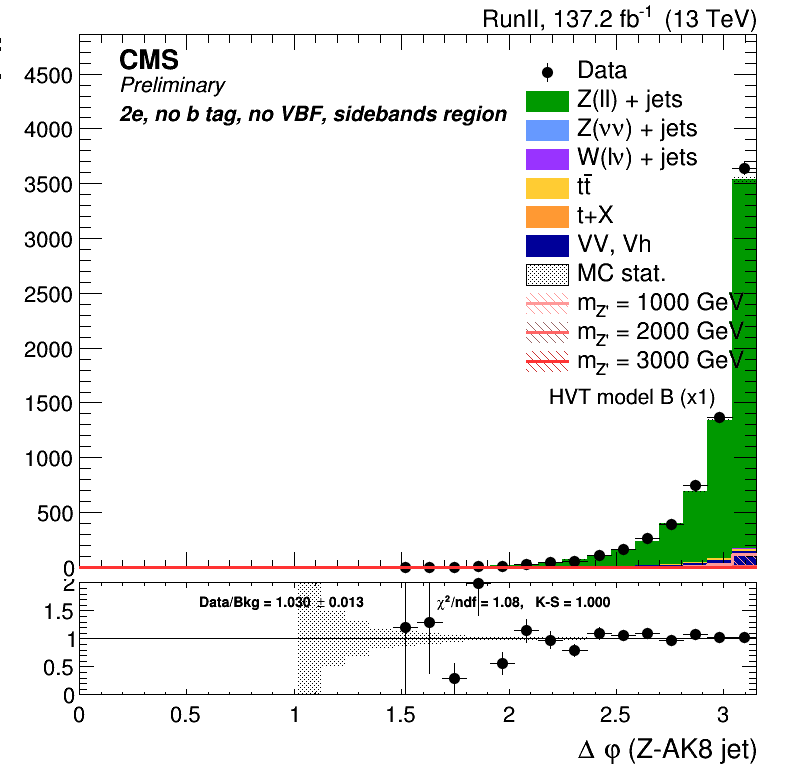 RunII, 137.2 fb⁻¹ (13 TeV)
CMS
Preliminary
2e, no b tag, no VBF, sidebands region
Data
Z(ll) + jets
Z(νν) + jets
W(lν) + jets
tt̄
t+X
VV, Vh
MC stat.
m_Z' = 1000 GeV
m_Z' = 2000 GeV
m_Z' = 3000 GeV
HVT model B (x1)
4500
4000
3500
3000
2500
2000
1500
1000
500
0
Data/Bkg = 1.030 ± 0.013
χ²/ndf = 1.08, K-S = 1.000
2
1.5
1
0.5
0
0 0.5 1 1.5 2 2.5 3
Δ φ (Z-AK8 jet)